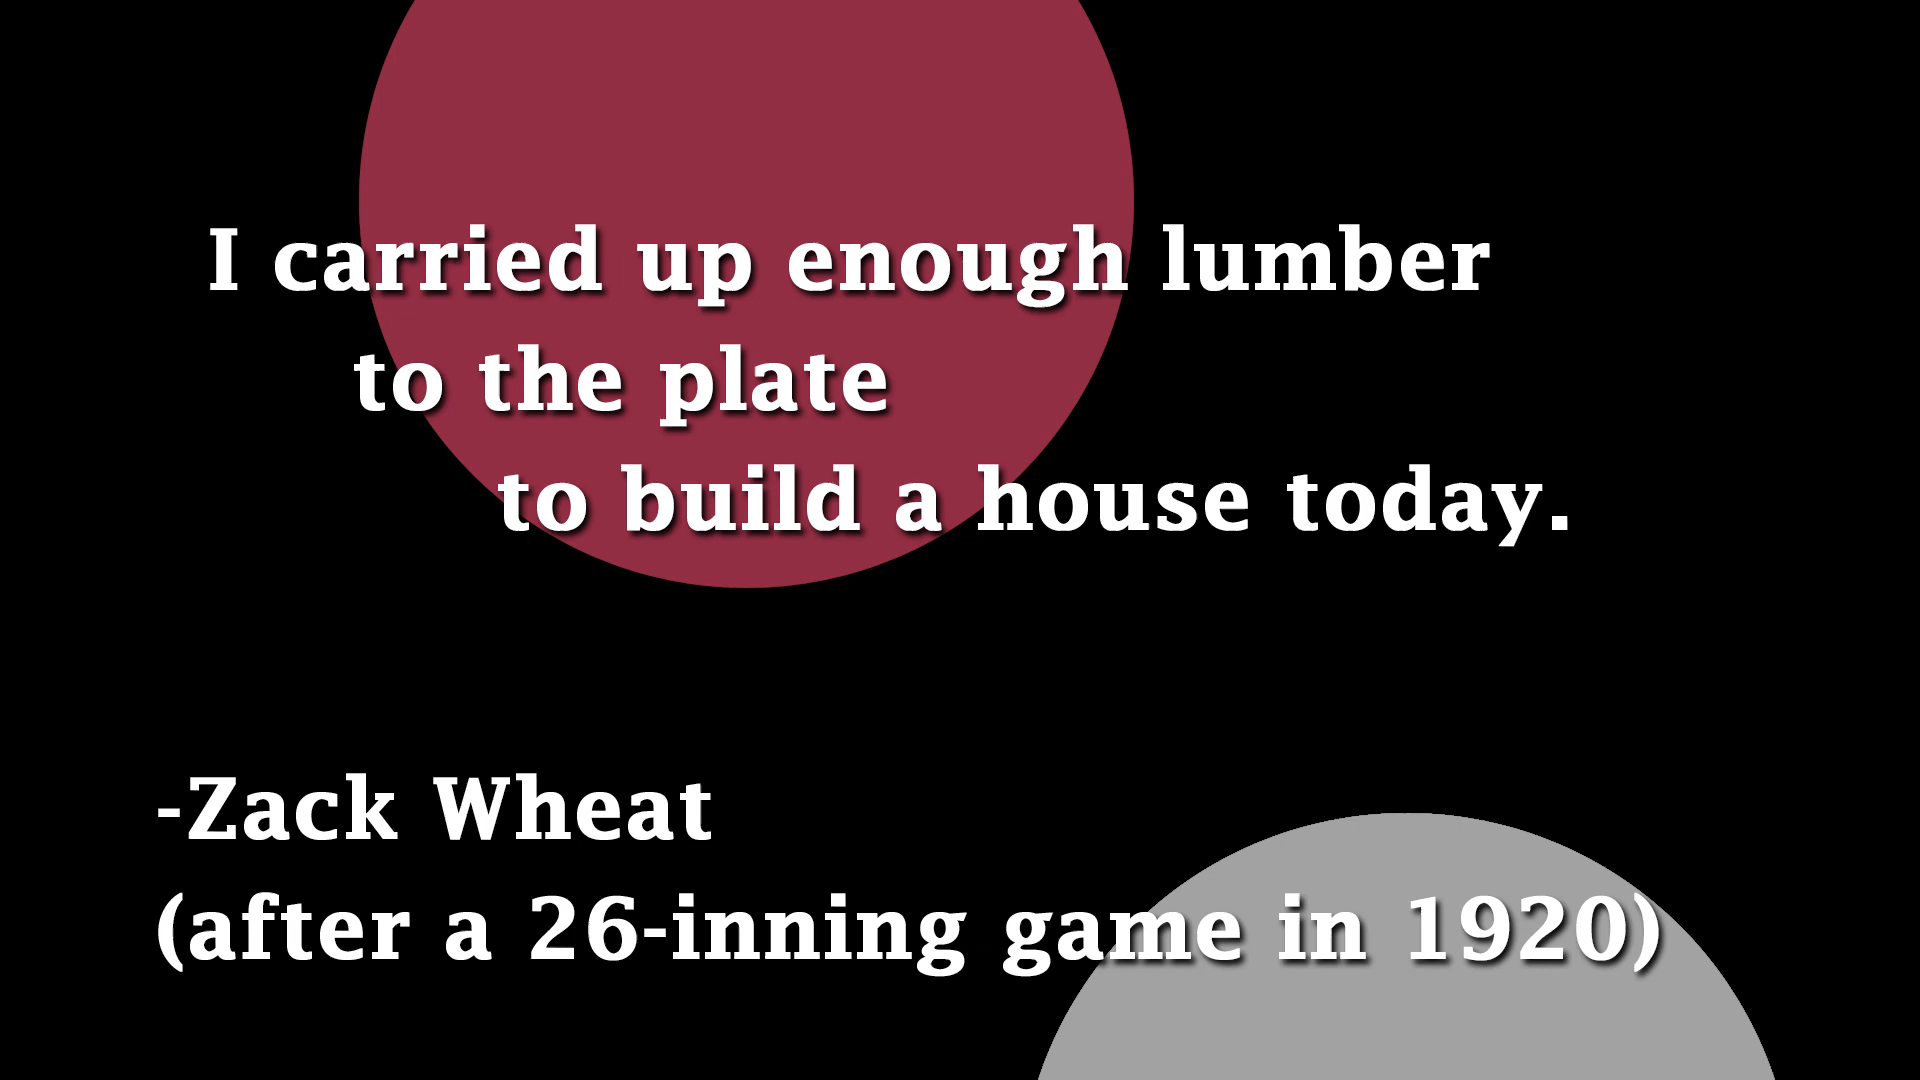 I carried up enough lumber
to the plate
to build a house today.
-Zack Wheat
(after a 26-inning game in 1920)